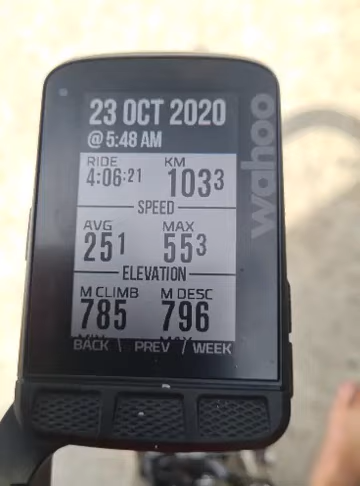 23 OCT 2020
@ 5:48 AM
RIDE KM
4:06:21 103³
SPEED
AVG MAX
25¹ 55³
ELEVATION
M CLIMB M DESC
785 796
BACK \ PREV / WEEK
wahoo